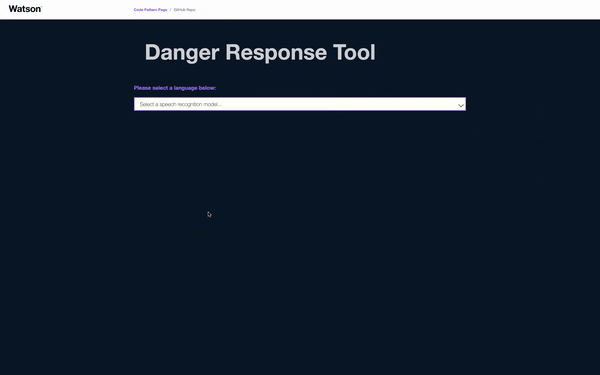 Watson
Code Pattern Page / GitHub Repo
Danger Response Tool
Please select a language below:
Select a speech recognition model...